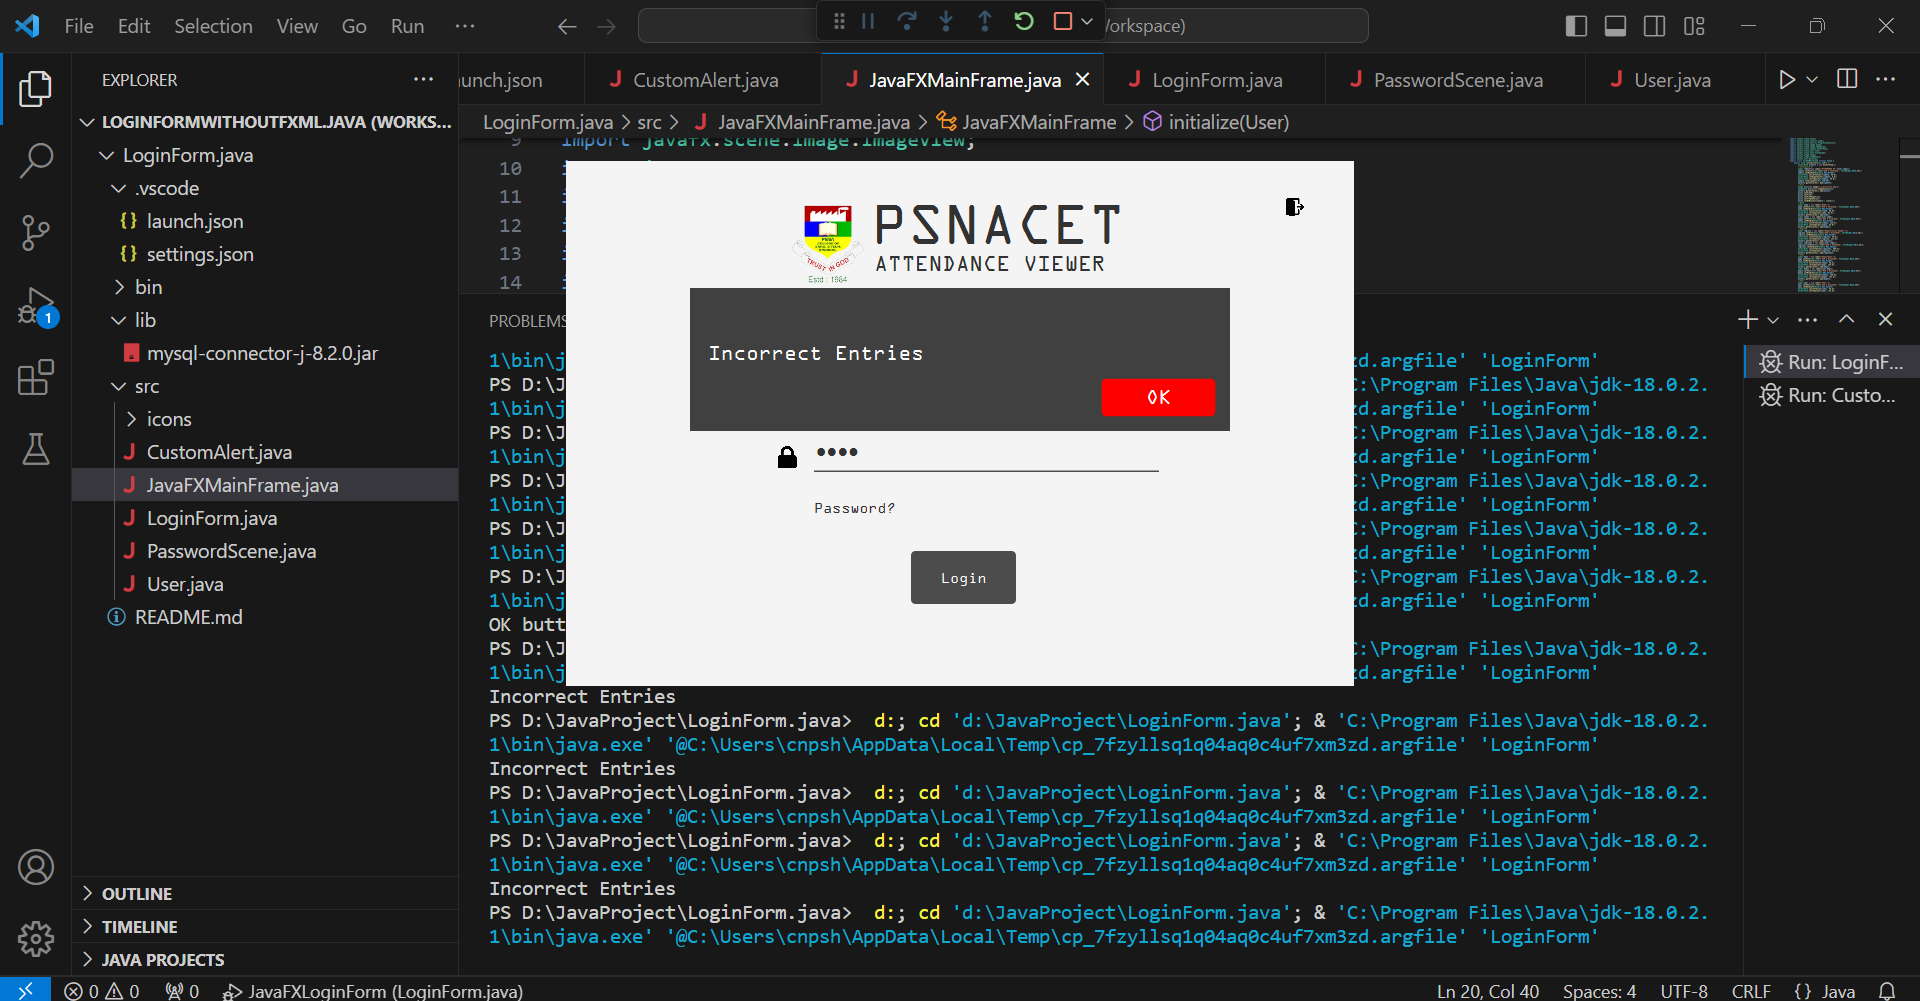 File Edit Selection View Go Run ··· Workspace)
EXPLORER
LOGINFORMWITHOUTFXML.JAVA (WORKS...
LoginForm.java
.vscode
{} launch.json
{} settings.json
bin
lib
mysql-connector-j-8.2.0.jar
src
icons
J CustomAlert.java
J JavaFXMainFrame.java
J LoginForm.java
J PasswordScene.java
J User.java
README.md
OUTLINE
TIMELINE
JAVA PROJECTS
1
unch.json J CustomAlert.java J JavaFXMainFrame.java J LoginForm.java J PasswordScene.java J User.java
LoginForm.java > src > J JavaFXMainFrame.java > JavaFXMainFrame > initialize(User)
9 import javafx.scene.image.ImageView;
10
11
12
13
14
PSNACET
ATTENDANCE VIEWER
TRUST IN GOD
Estd : 1984
Incorrect Entries
OK
••••
Password?
Login
PROBLEMS
1\bin\j zd.argfile' 'LoginForm'
PS D:\J C:\Program Files\Java\jdk-18.0.2.
1\bin\j zd.argfile' 'LoginForm'
PS D:\J C:\Program Files\Java\jdk-18.0.2.
1\bin\j zd.argfile' 'LoginForm'
PS D:\J C:\Program Files\Java\jdk-18.0.2.
1\bin\j zd.argfile' 'LoginForm'
PS D:\J C:\Program Files\Java\jdk-18.0.2.
1\bin\j zd.argfile' 'LoginForm'
PS D:\J C:\Program Files\Java\jdk-18.0.2.
1\bin\j zd.argfile' 'LoginForm'
OK butt
PS D:\J C:\Program Files\Java\jdk-18.0.2.
1\bin\j zd.argfile' 'LoginForm'
Incorrect Entries
PS D:\JavaProject\LoginForm.java> d:; cd 'd:\JavaProject\LoginForm.java'; & 'C:\Program Files\Java\jdk-18.0.2.
1\bin\java.exe' '@C:\Users\cnpsh\AppData\Local\Temp\cp_7fzyllsq1q04aq0c4uf7xm3zd.argfile' 'LoginForm'
Incorrect Entries
PS D:\JavaProject\LoginForm.java> d:; cd 'd:\JavaProject\LoginForm.java'; & 'C:\Program Files\Java\jdk-18.0.2.
1\bin\java.exe' '@C:\Users\cnpsh\AppData\Local\Temp\cp_7fzyllsq1q04aq0c4uf7xm3zd.argfile' 'LoginForm'
PS D:\JavaProject\LoginForm.java> d:; cd 'd:\JavaProject\LoginForm.java'; & 'C:\Program Files\Java\jdk-18.0.2.
1\bin\java.exe' '@C:\Users\cnpsh\AppData\Local\Temp\cp_7fzyllsq1q04aq0c4uf7xm3zd.argfile' 'LoginForm'
Incorrect Entries
PS D:\JavaProject\LoginForm.java> d:; cd 'd:\JavaProject\LoginForm.java'; & 'C:\Program Files\Java\jdk-18.0.2.
1\bin\java.exe' '@C:\Users\cnpsh\AppData\Local\Temp\cp_7fzyllsq1q04aq0c4uf7xm3zd.argfile' 'LoginForm'
Run: LoginF...
Run: Custo...
0 0 0 JavaFXLoginForm (LoginForm.java) Ln 20, Col 40 Spaces: 4 UTF-8 CRLF {} Java